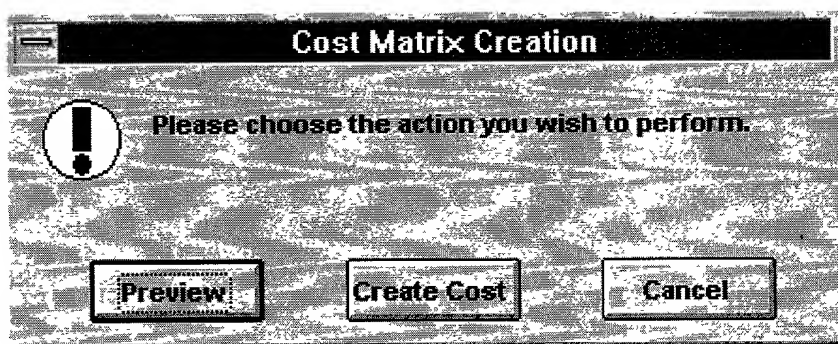 Cost Matrix Creation
Please choose the action you wish to perform.
Preview
Create Cost
Cancel